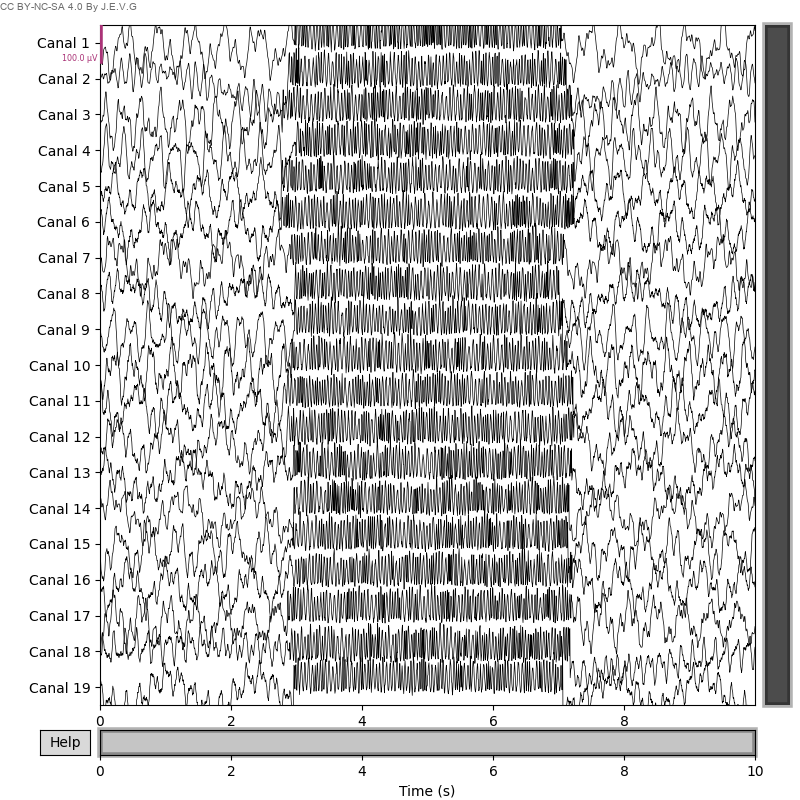 CC BY-NC-SA 4.0 By J.E.V.G
Canal 1
100.0 µV
Canal 2
Canal 3
Canal 4
Canal 5
Canal 6
Canal 7
Canal 8
Canal 9
Canal 10
Canal 11
Canal 12
Canal 13
Canal 14
Canal 15
Canal 16
Canal 17
Canal 18
Canal 19
0 2 4 6 8
Help
0 2 4 6 8 10
Time (s)